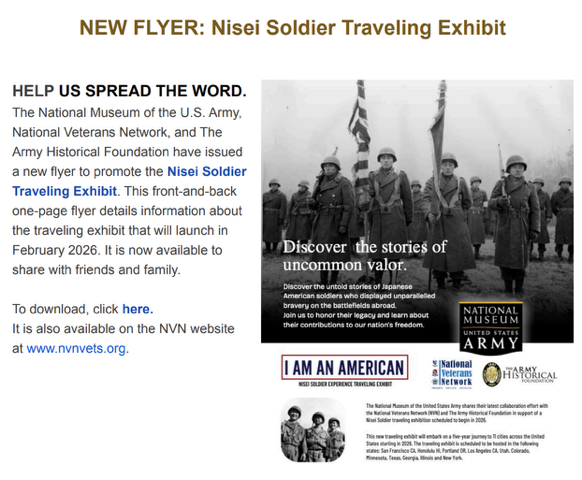 NEW FLYER: Nisei Soldier Traveling Exhibit
HELP US SPREAD THE WORD.
The National Museum of the U.S. Army,
National Veterans Network, and The
Army Historical Foundation have issued
a new flyer to promote the Nisei Soldier
Traveling Exhibit. This front-and-back
one-page flyer details information about
the traveling exhibit that will launch in
February 2026. It is now available to
share with friends and family.
To download, click here.
It is also available on the NVN website
at www.nvnvets.org.
Discover the stories of
uncommon valor.
Discover the untold stories of Japanese
American soldiers who displayed unparalleled
bravery on the battlefields abroad.
Join us to honor their legacy and learn about
their contributions to our nation's freedom.
NATIONAL
MUSEUM
UNITED STATES
ARMY
I AM AN AMERICAN
NISEI SOLDIER EXPERIENCE TRAVELING EXHIBIT
National
Veterans
Network
THE ARMY
HISTORICAL
FOUNDATION
The National Museum of the United States Army shares their latest collaboration effort with
the National Veterans Network (NVN) and The Army Historical Foundation in support of a
Nisei Soldier traveling exhibition scheduled to begin in 2026.
This new traveling exhibit will embark on a five-year journey to 11 cities across the United
States starting in 2026. The traveling exhibit is scheduled to be hosted in the following
states: San Francisco CA, Honolulu HI, Portland OR, Los Angeles CA, Utah, Colorado,
Minnesota, Texas, Georgia, Illinois and New York.